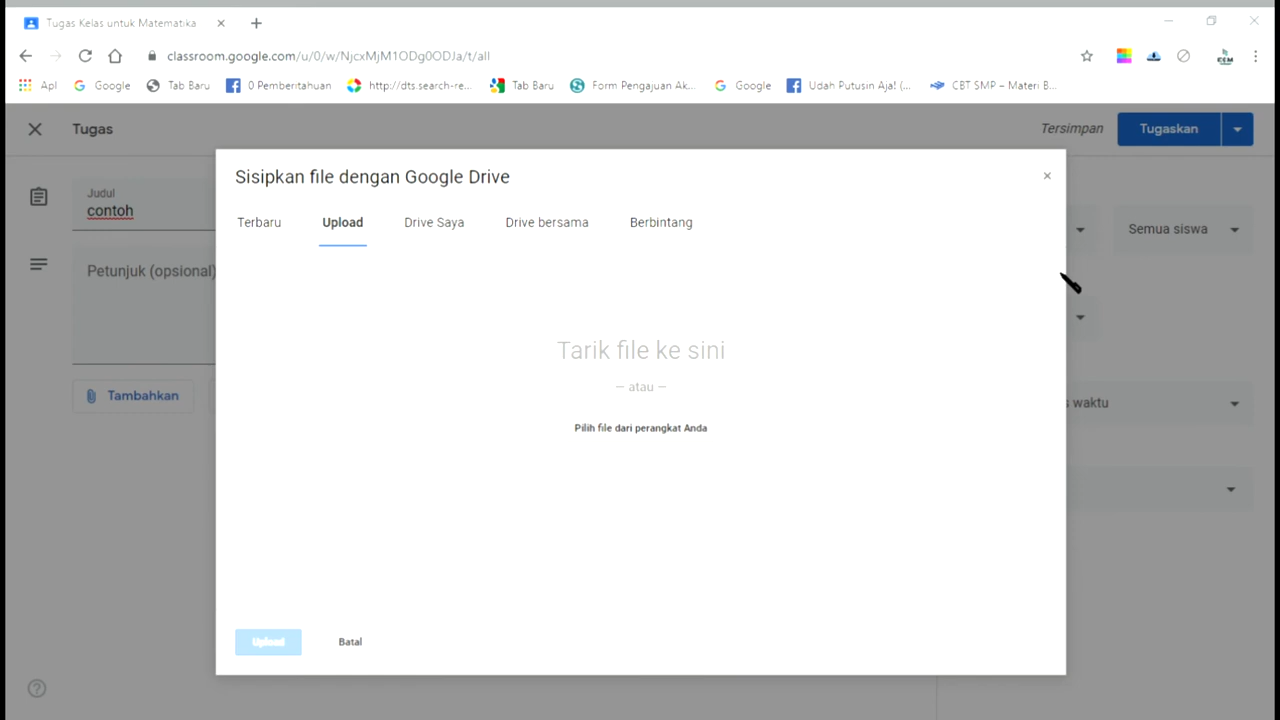 Tugas Kelas untuk Matematika
classroom.google.com/u/0/w/NjcxMjM1ODg0ODJa/t/all
Apl Google Tab Baru 0 Pemberitahuan http://dts.search-re... Tab Baru Form Pengajuan Ak... Google Udah Putusin Aja! (... CBT SMP – Materi B...
Tugas Tersimpan Tugaskan
Sisipkan file dengan Google Drive
Judul
contoh
Terbaru Upload Drive Saya Drive bersama Berbintang
Semua siswa
Petunjuk (opsional)
Tarik file ke sini
— atau —
Tambahkan
waktu
Pilih file dari perangkat Anda
Upload Batal